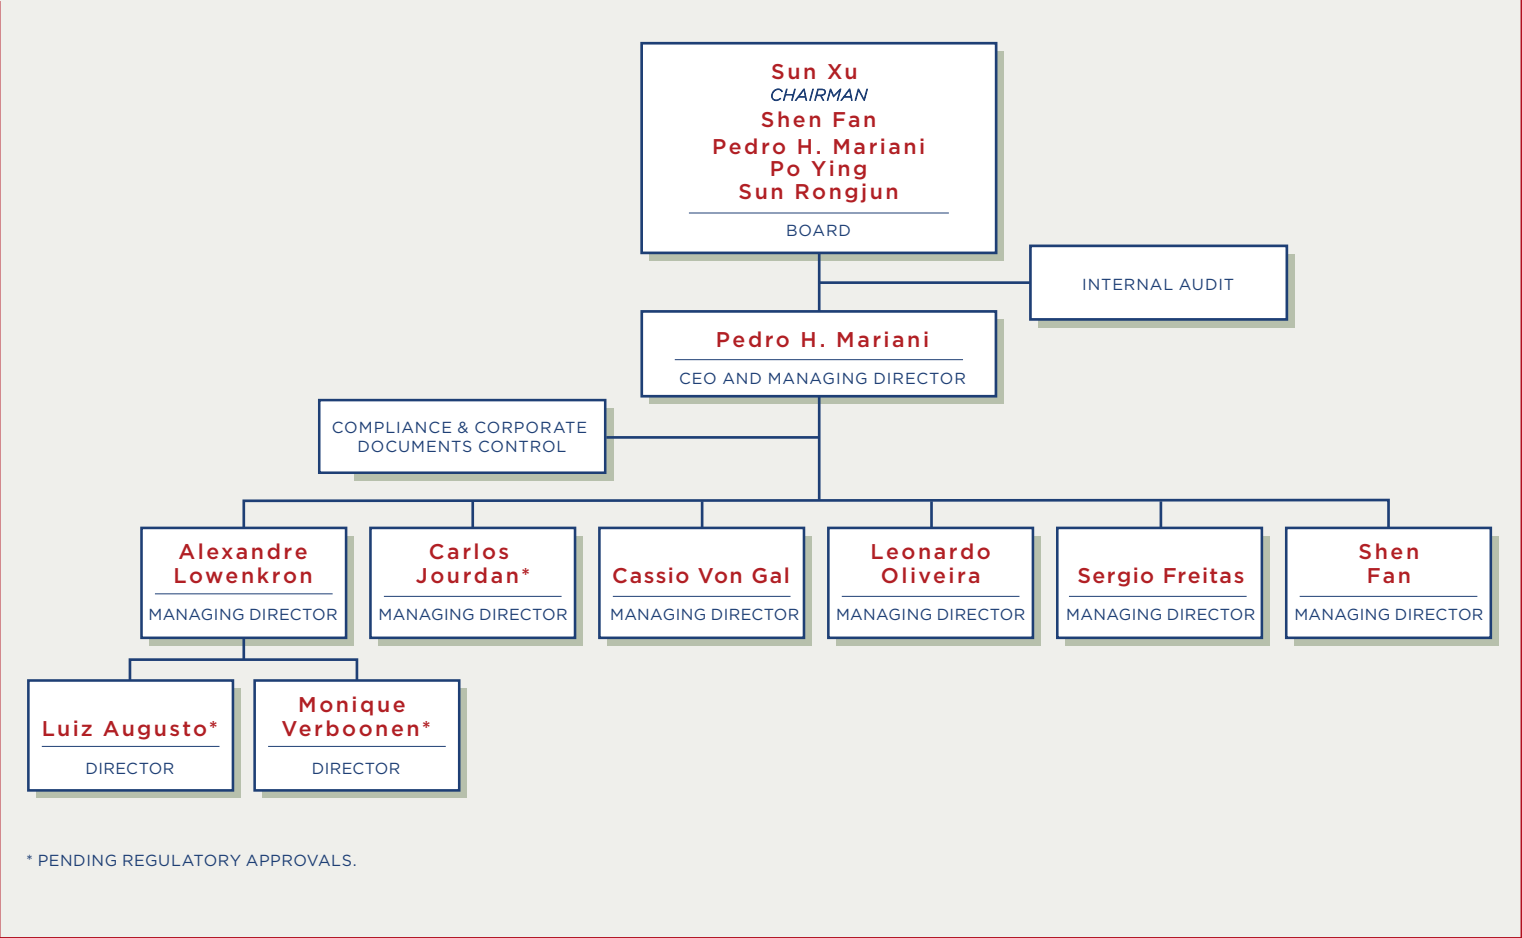 Sun Xu
CHAIRMAN
Shen Fan
Pedro H. Mariani
Po Ying
Sun Rongjun
BOARD
INTERNAL AUDIT
Pedro H. Mariani
CEO AND MANAGING DIRECTOR
COMPLIANCE & CORPORATE
DOCUMENTS CONTROL
Alexandre
Lowenkron
MANAGING DIRECTOR
Carlos
Jourdan*
MANAGING DIRECTOR
Cassio Von Gal
MANAGING DIRECTOR
Leonardo
Oliveira
MANAGING DIRECTOR
Sergio Freitas
MANAGING DIRECTOR
Shen
Fan
MANAGING DIRECTOR
Luiz Augusto*
DIRECTOR
Monique
Verboonen*
DIRECTOR
* PENDING REGULATORY APPROVALS.